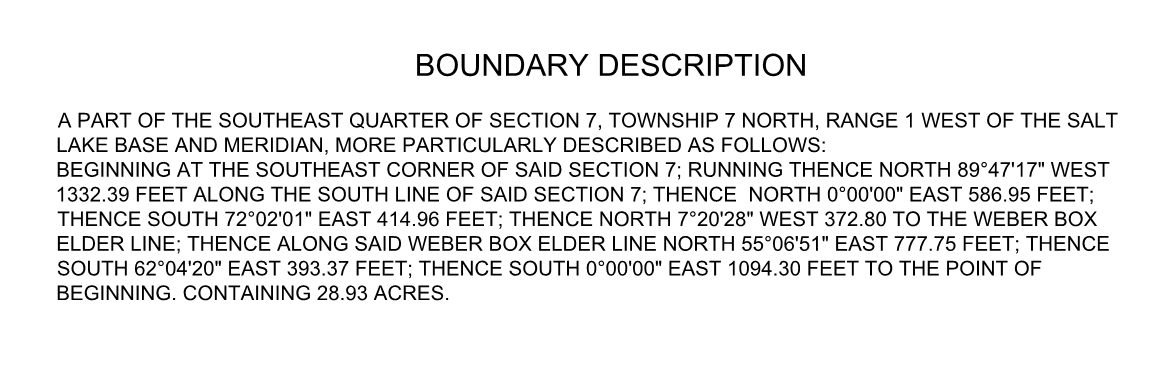 BOUNDARY DESCRIPTION
A PART OF THE SOUTHEAST QUARTER OF SECTION 7, TOWNSHIP 7 NORTH, RANGE 1 WEST OF THE SALT
LAKE BASE AND MERIDIAN, MORE PARTICULARLY DESCRIBED AS FOLLOWS:
BEGINNING AT THE SOUTHEAST CORNER OF SAID SECTION 7; RUNNING THENCE NORTH 89°47'17" WEST
1332.39 FEET ALONG THE SOUTH LINE OF SAID SECTION 7; THENCE  NORTH 0°00'00" EAST 586.95 FEET;
THENCE SOUTH 72°02'01" EAST 414.96 FEET; THENCE NORTH 7°20'28" WEST 372.80 TO THE WEBER BOX
ELDER LINE; THENCE ALONG SAID WEBER BOX ELDER LINE NORTH 55°06'51" EAST 777.75 FEET; THENCE
SOUTH 62°04'20" EAST 393.37 FEET; THENCE SOUTH 0°00'00" EAST 1094.30 FEET TO THE POINT OF
BEGINNING. CONTAINING 28.93 ACRES.